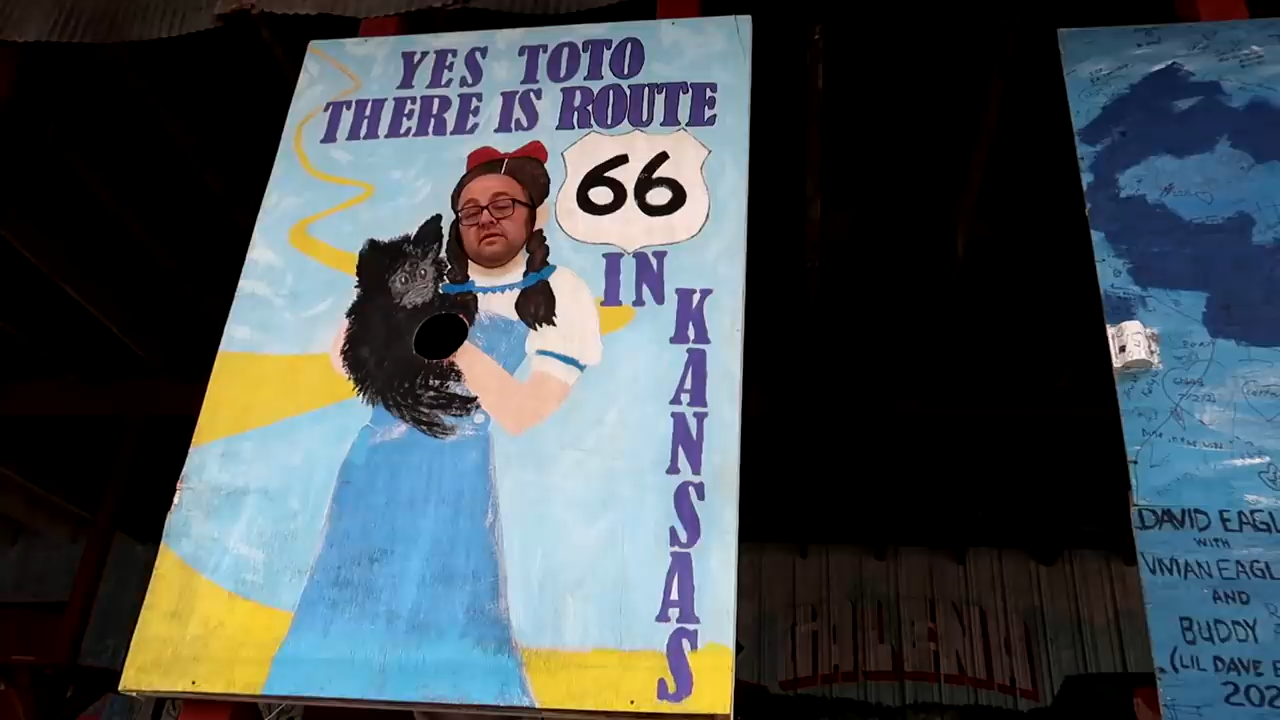 YES TOTO
THERE IS ROUTE
66
IN
KANSAS
GALENA
DAVID EAGL
WITH
VIVIAN EAGL
AND
BUDDY
(LIL DAVE E
202